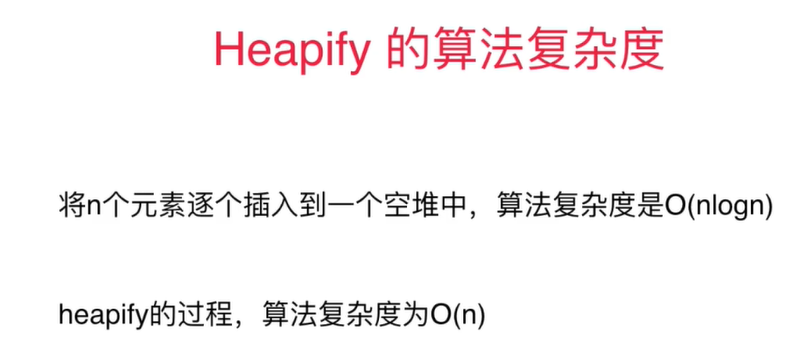 Heapify 的算法复杂度
将n个元素逐个插入到一个空堆中，算法复杂度是O(nlogn)
heapify的过程，算法复杂度为O(n)